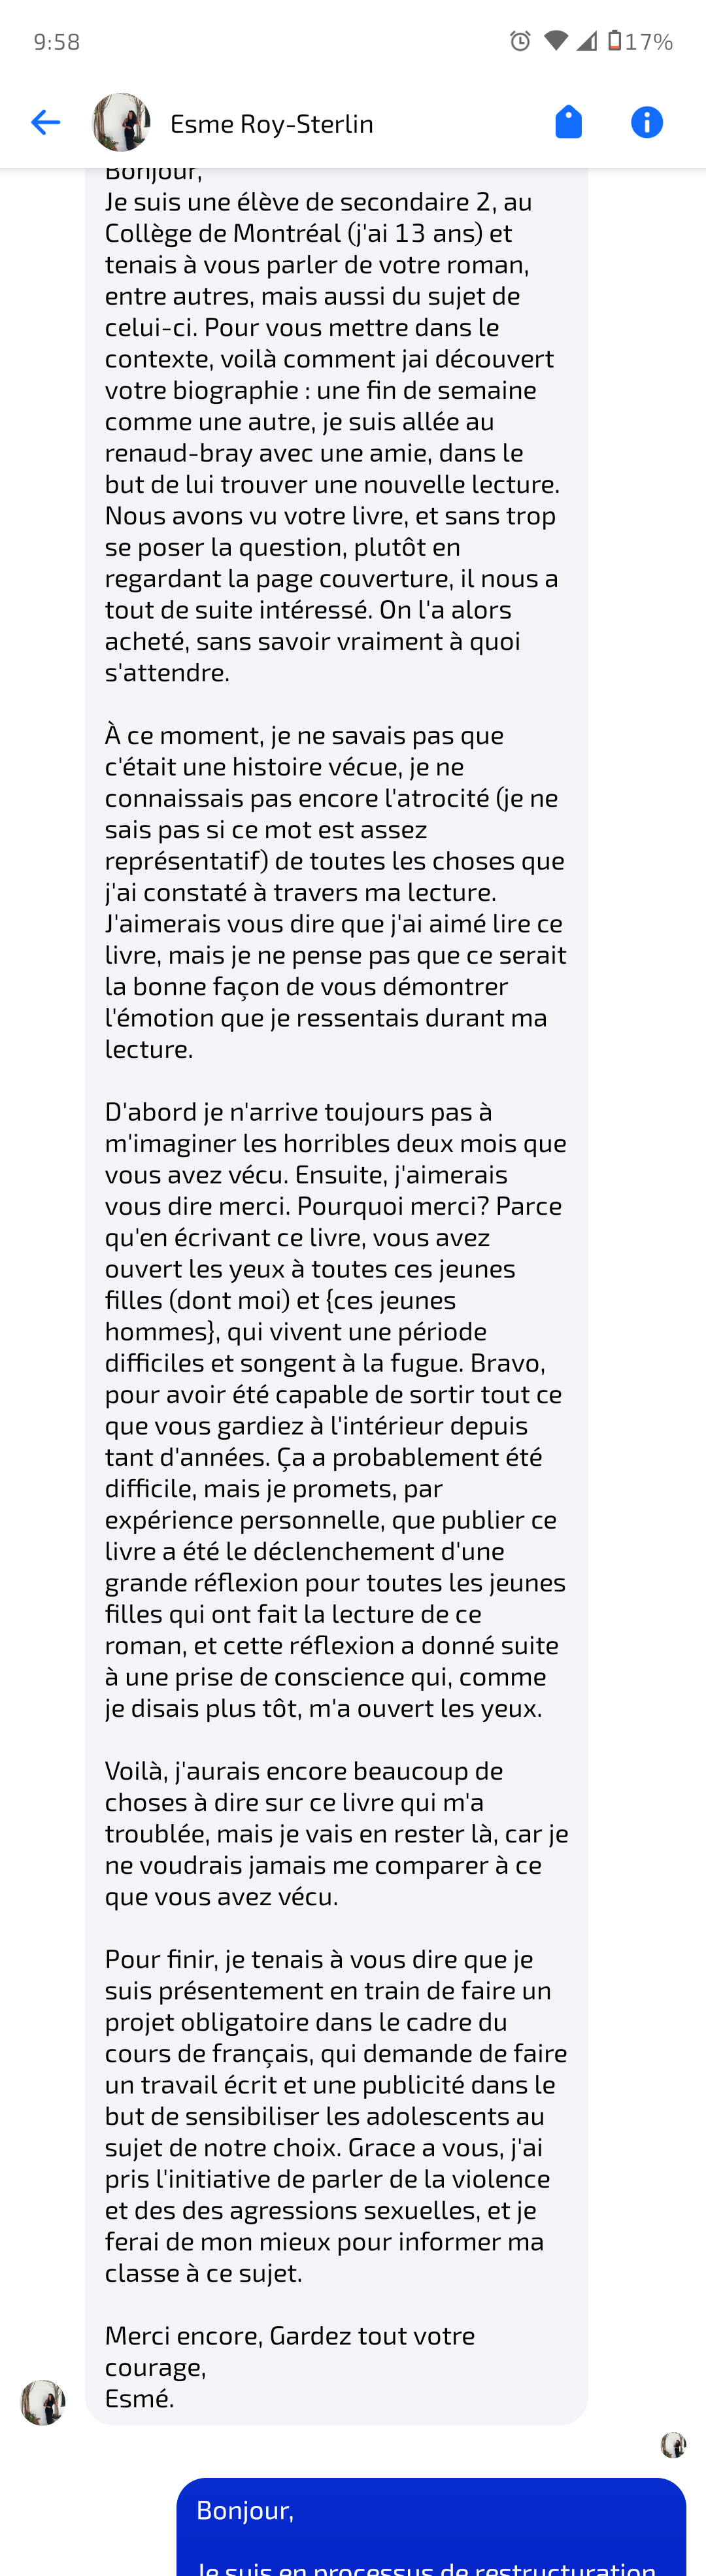 9:58
17%
Esme Roy-Sterlin
Bonjour,
Je suis une élève de secondaire 2, au
Collège de Montréal (j'ai 13 ans) et
tenais à vous parler de votre roman,
entre autres, mais aussi du sujet de
celui-ci. Pour vous mettre dans le
contexte, voilà comment jai découvert
votre biographie : une fin de semaine
comme une autre, je suis allée au
renaud-bray avec une amie, dans le
but de lui trouver une nouvelle lecture.
Nous avons vu votre livre, et sans trop
se poser la question, plutôt en
regardant la page couverture, il nous a
tout de suite intéressé. On l'a alors
acheté, sans savoir vraiment à quoi
s'attendre.
À ce moment, je ne savais pas que
c'était une histoire vécue, je ne
connaissais pas encore l'atrocité (je ne
sais pas si ce mot est assez
représentatif) de toutes les choses que
j'ai constaté à travers ma lecture.
J'aimerais vous dire que j'ai aimé lire ce
livre, mais je ne pense pas que ce serait
la bonne façon de vous démontrer
l'émotion que je ressentais durant ma
lecture.
D'abord je n'arrive toujours pas à
m'imaginer les horribles deux mois que
vous avez vécu. Ensuite, j'aimerais
vous dire merci. Pourquoi merci? Parce
qu'en écrivant ce livre, vous avez
ouvert les yeux à toutes ces jeunes
filles (dont moi) et {ces jeunes
hommes}, qui vivent une période
difficiles et songent à la fugue. Bravo,
pour avoir été capable de sortir tout ce
que vous gardiez à l'intérieur depuis
tant d'années. Ça a probablement été
difficile, mais je promets, par
expérience personnelle, que publier ce
livre a été le déclenchement d'une
grande réflexion pour toutes les jeunes
filles qui ont fait la lecture de ce
roman, et cette réflexion a donné suite
à une prise de conscience qui, comme
je disais plus tôt, m'a ouvert les yeux.
Voilà, j'aurais encore beaucoup de
choses à dire sur ce livre qui m'a
troublée, mais je vais en rester là, car je
ne voudrais jamais me comparer à ce
que vous avez vécu.
Pour finir, je tenais à vous dire que je
suis présentement en train de faire un
projet obligatoire dans le cadre du
cours de français, qui demande de faire
un travail écrit et une publicité dans le
but de sensibiliser les adolescents au
sujet de notre choix. Grace a vous, j'ai
pris l'initiative de parler de la violence
et des des agressions sexuelles, et je
ferai de mon mieux pour informer ma
classe à ce sujet.
Merci encore, Gardez tout votre
courage,
Esmé.
Bonjour,
Je suis en processus de restructuration